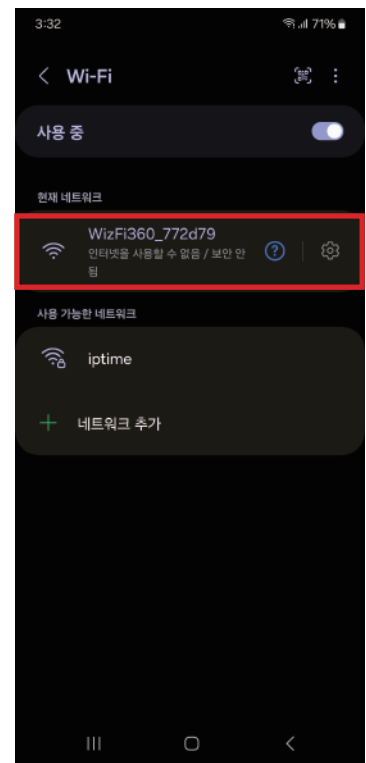 3:32 71%
Wi-Fi
사용 중
현재 네트워크
WizFi360_772d79
인터넷을 사용할 수 없음 / 보안 안
됨
?
사용 가능한 네트워크
iptime
네트워크 추가